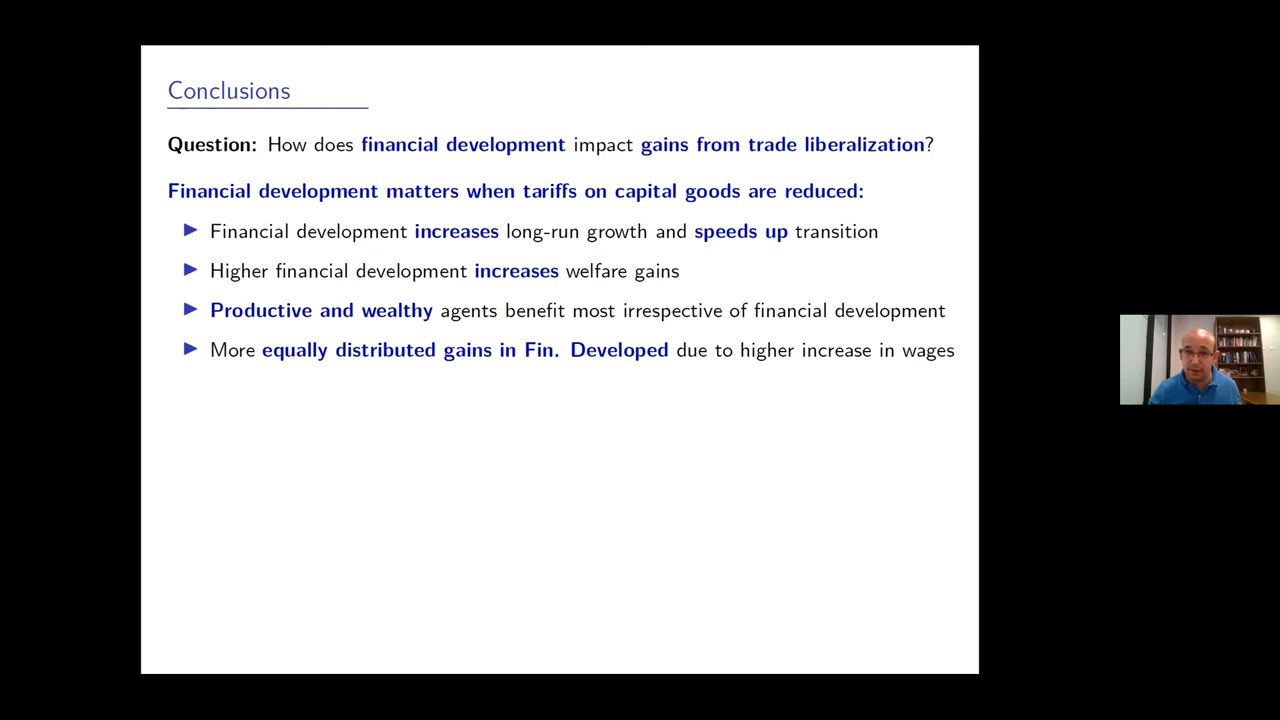 Conclusions
Question: How does financial development impact gains from trade liberalization?
Financial development matters when tariffs on capital goods are reduced:
▶ Financial development increases long-run growth and speeds up transition
▶ Higher financial development increases welfare gains
▶ Productive and wealthy agents benefit most irrespective of financial development
▶ More equally distributed gains in Fin. Developed due to higher increase in wages